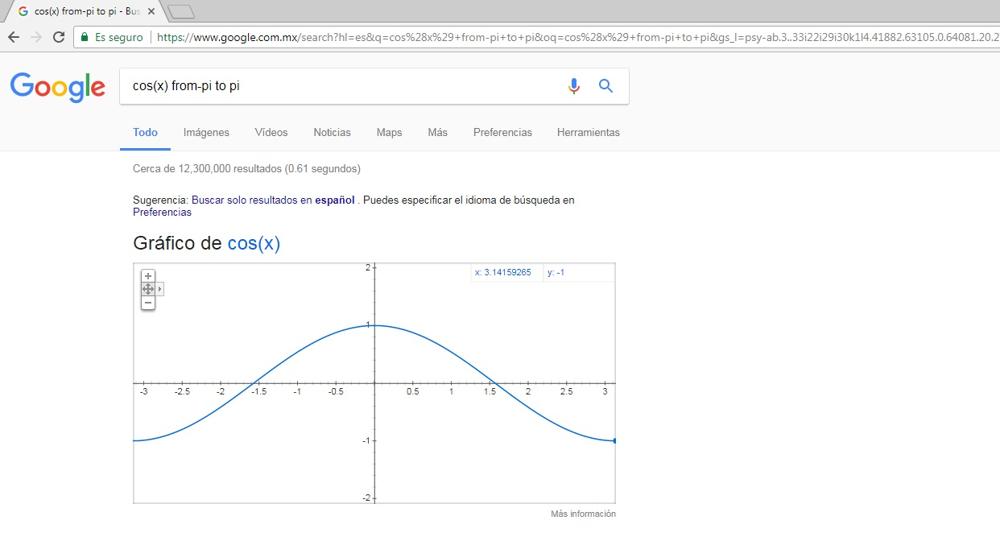 cos(x) from-pi to pi - Bus
Es seguro
https://www.google.com.mx/search?hl=es&q=cos%28x%29+from-pi+to+pi&oq=cos%28x%29+from-pi+to+pi&gs_l=psy-ab.3..33i22i29i30k1l4.41882.63105.0.64081.20.2
Google
cos(x) from-pi to pi
Todo Imágenes Vídeos Noticias Maps Más Preferencias Herramientas
Cerca de 12,300,000 resultados (0.61 segundos)
Sugerencia: Buscar solo resultados en español . Puedes especificar el idioma de búsqueda en
Preferencias
Gráfico de cos(x)
x: 3.14159265 y: -1
2
1
-3 -2.5 -2 -1.5 -1 -0.5 0.5 1 1.5 2 2.5 3
-1
-2
Más información